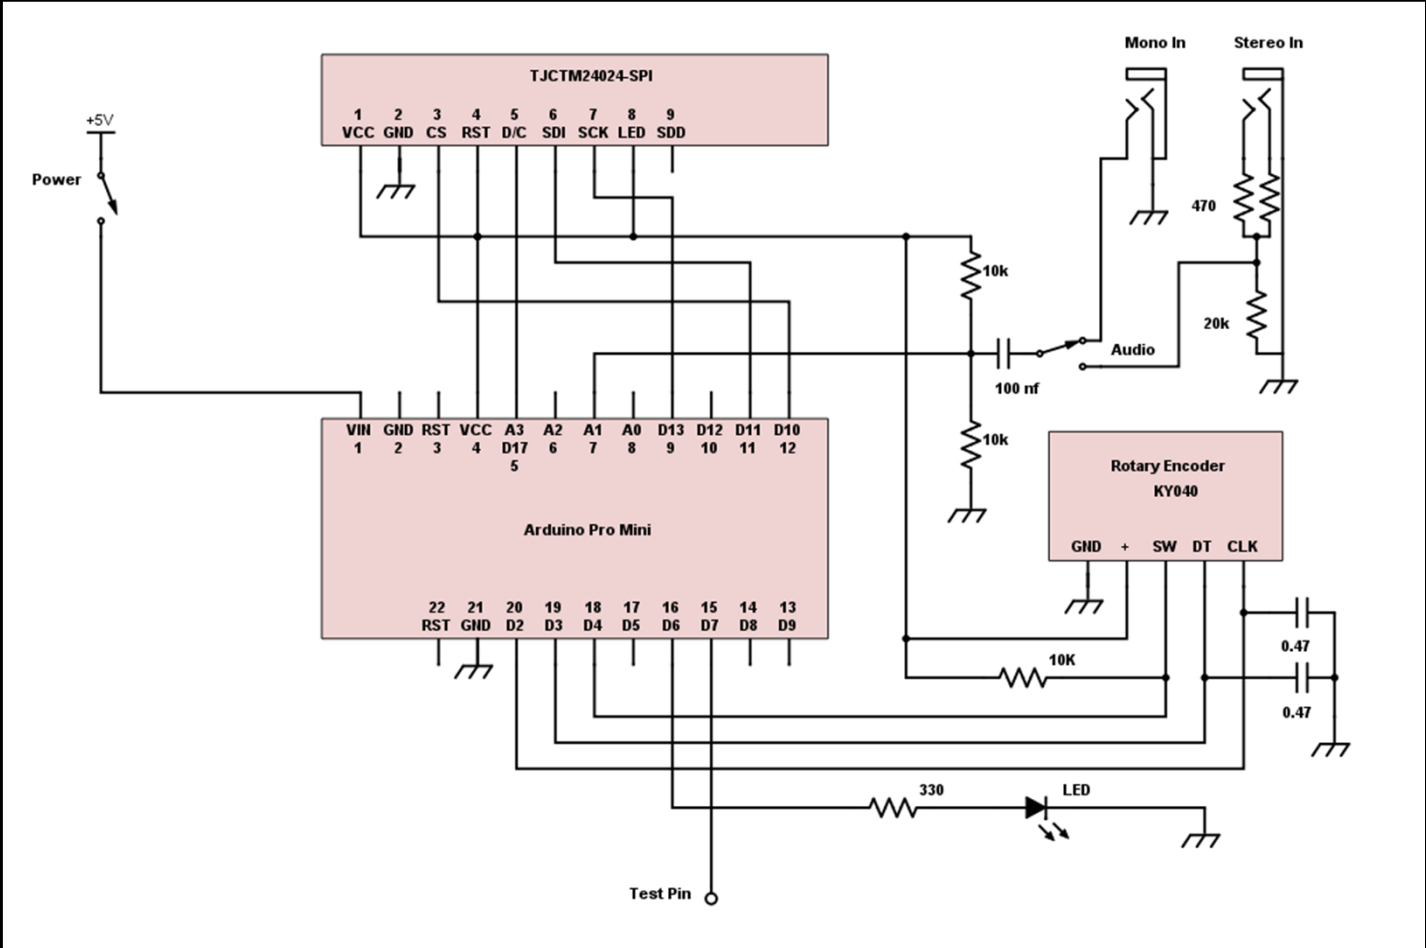 Mono In
Stereo In
TJCTM24024-SPI
1 2 3 4 5 6 7 8 9
VCC GND CS RST D/C SDI SCK LED SDD
+5V
Power
470
10k
20k
Audio
100 nf
VIN GND RST VCC A3 A2 A1 A0 D13 D12 D11 D10
1 2 3 4 D17 6 7 8 9 10 11 12
5
10k
Rotary Encoder
KY040
Arduino Pro Mini
GND + SW DT CLK
22 21 20 19 18 17 16 15 14 13
RST GND D2 D3 D4 D5 D6 D7 D8 D9
0.47
10K
0.47
330
LED
Test Pin